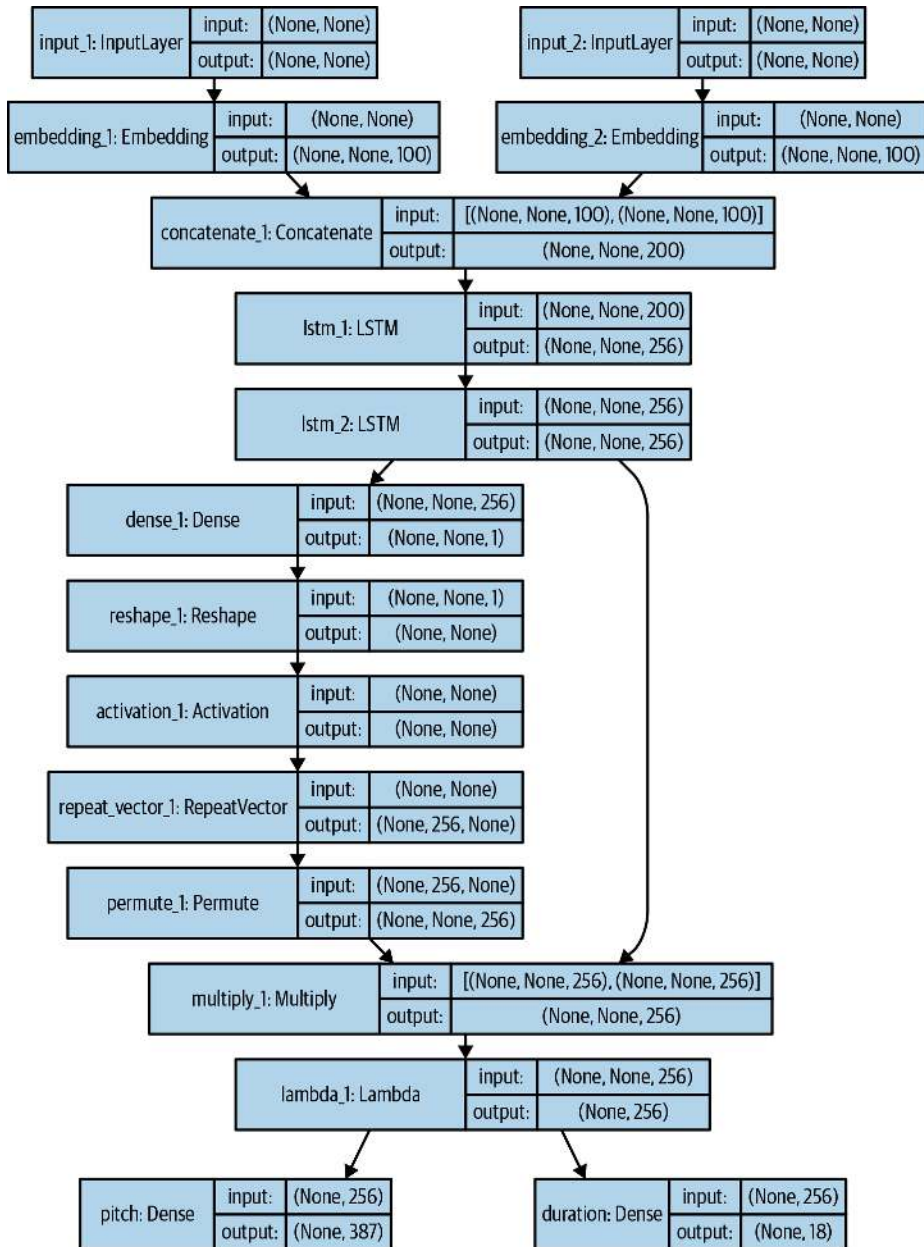 input_1: InputLayer input: (None, None) input_2: InputLayer input: (None, None)
output: (None, None) output: (None, None)
embedding_1: Embedding input: (None, None) embedding_2: Embedding input: (None, None)
output: (None, None, 100) output: (None, None, 100)
concatenate_1: Concatenate input: [(None, None, 100), (None, None, 100)]
output: (None, None, 200)
lstm_1: LSTM input: (None, None, 200)
output: (None, None, 256)
lstm_2: LSTM input: (None, None, 256)
output: (None, None, 256)
dense_1: Dense input: (None, None, 256)
output: (None, None, 1)
reshape_1: Reshape input: (None, None, 1)
output: (None, None)
activation_1: Activation input: (None, None)
output: (None, None)
repeat_vector_1: RepeatVector input: (None, None)
output: (None, 256, None)
permute_1: Permute input: (None, 256, None)
output: (None, None, 256)
multiply_1: Multiply input: [(None, None, 256), (None, None, 256)]
output: (None, None, 256)
lambda_1: Lambda input: (None, None, 256)
output: (None, 256)
pitch: Dense input: (None, 256) duration: Dense input: (None, 256)
output: (None, 387) output: (None, 18)